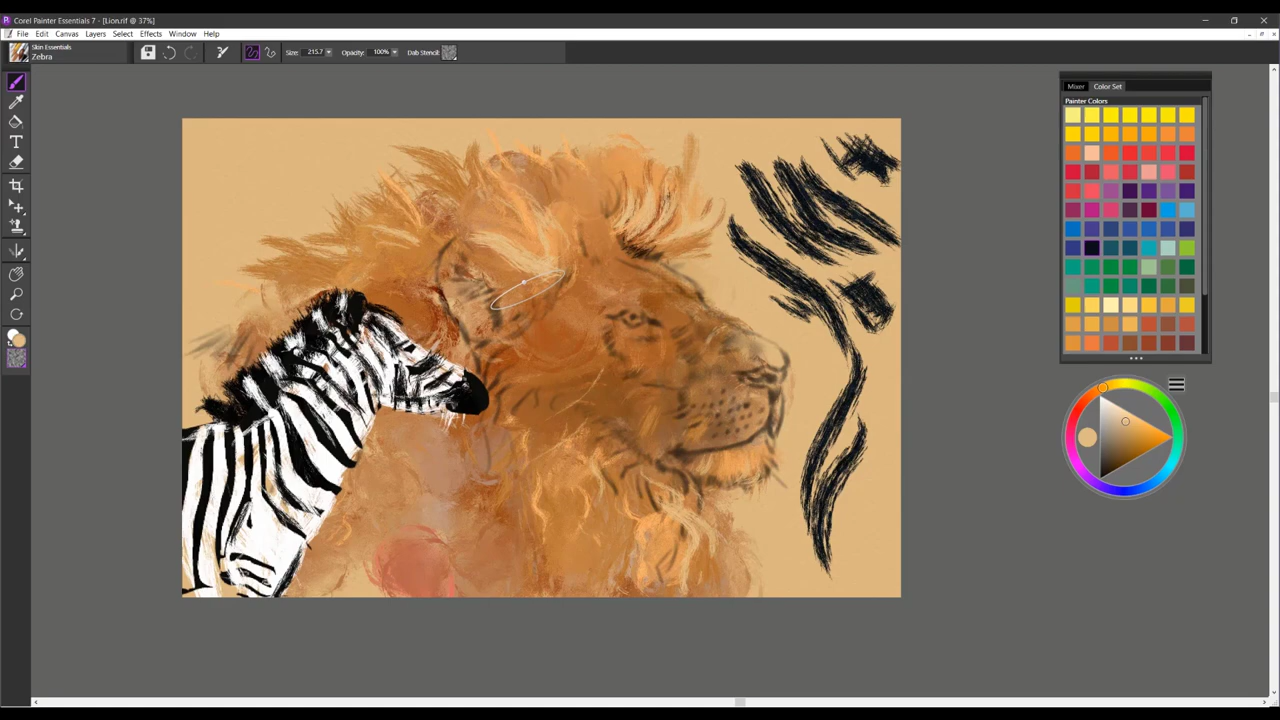 Corel Painter Essentials 7 - [Lion.rif @ 37%]
File Edit Canvas Layers Select Effects Window Help
Skin Essentials
Zebra
Size: 215.7 Opacity: 100% Dab Stencil:
Mixer Color Set
Painter Colors